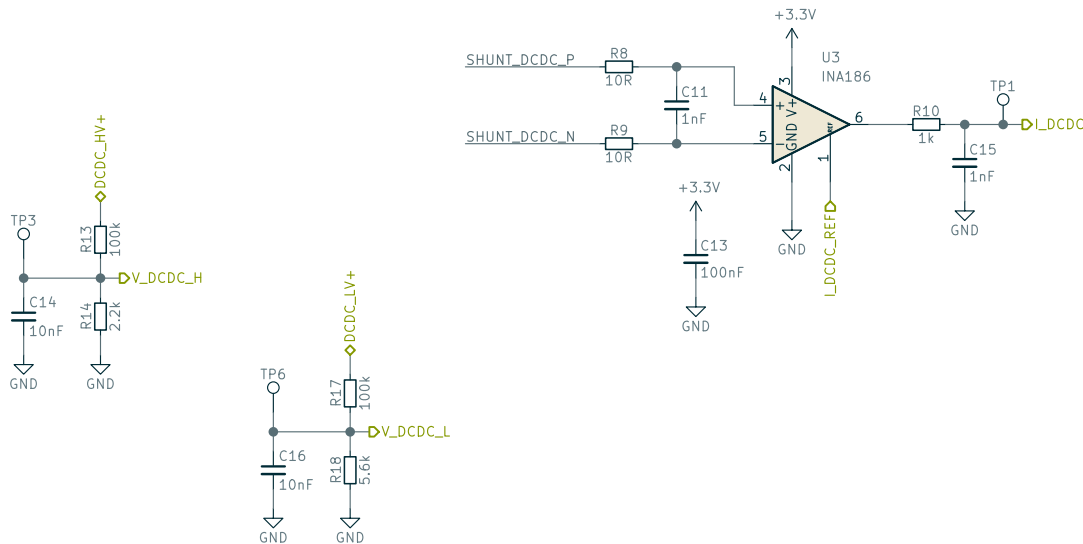 +3.3V
U3
INA186
SHUNT_DCDC_P
R8
10R
C11
1nF
SHUNT_DCDC_N
R9
10R
3
4
+
V+
5
-
GND
2
REF
1
6
GND
I_DCDC_REF
R10
1k
TP1
I_DCDC
C15
1nF
GND
+3.3V
C13
100nF
GND
DCDC_HV+
TP3
R13
100k
V_DCDC_H
C14
10nF
R14
2.2k
GND
GND
DCDC_LV+
TP6
R17
100k
V_DCDC_L
C16
10nF
R18
5.6k
GND
GND